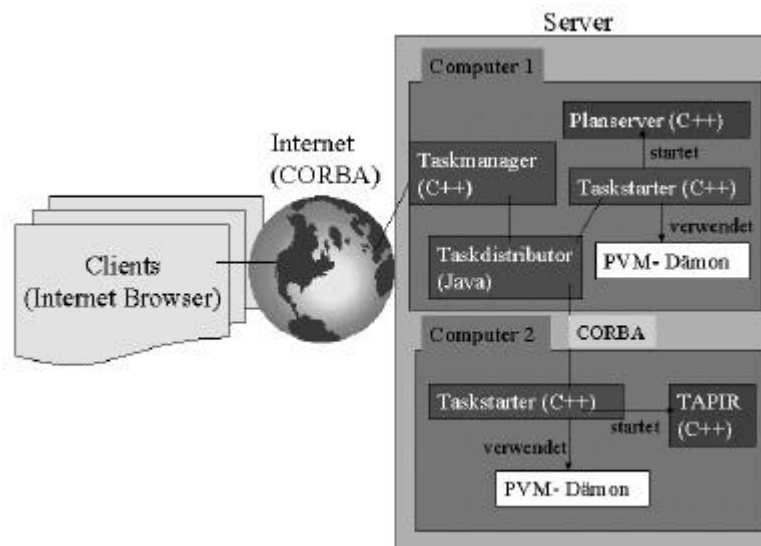 Server
Computer 1
Planserver (C++)
startet
Internet
(CORBA)
Taskmanager
(C++)
Taskstarter (C++)
verwendet
Clients
(Internet Browser)
Taskdistributor
(Java)
PVM- Dämon
Computer 2
CORBA
Taskstarter (C++)
TAPIR
(C++)
startet
verwendet
PVM- Dämon